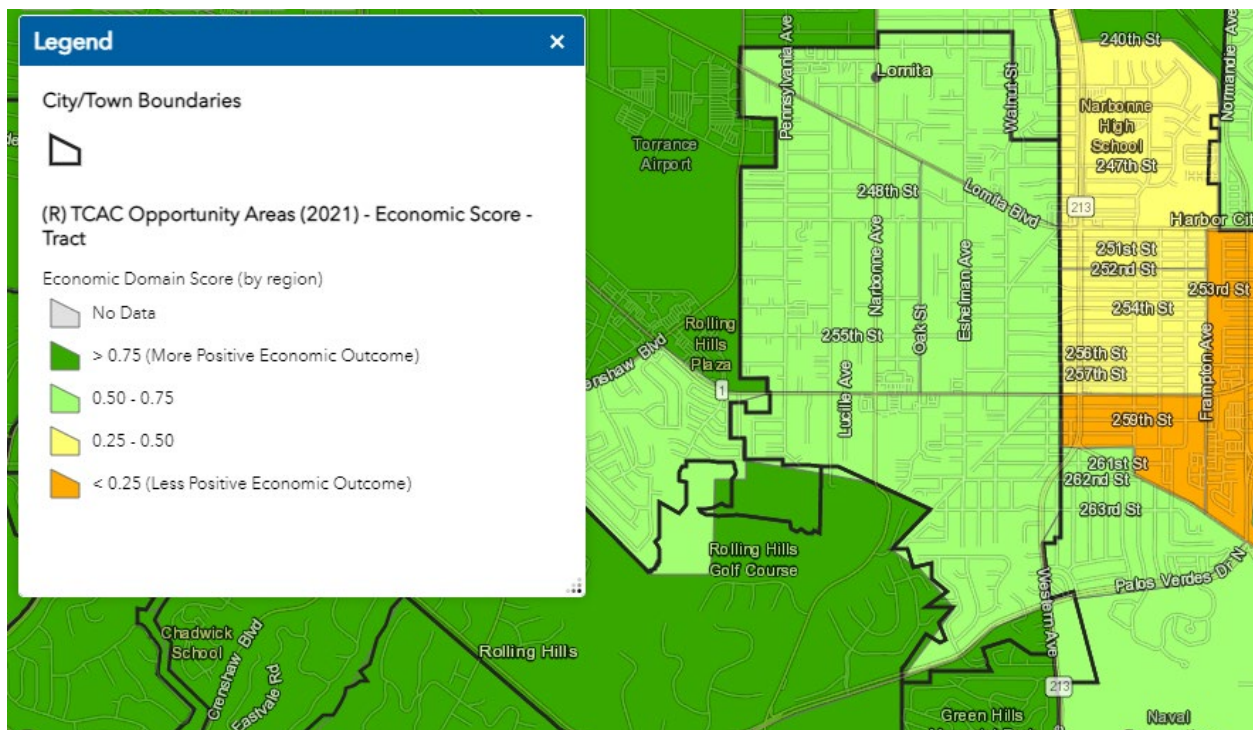 Legend
×
City/Town Boundaries
(R) TCAC Opportunity Areas (2021) - Economic Score -
Tract
Economic Domain Score (by region)
No Data
> 0.75 (More Positive Economic Outcome)
0.50 - 0.75
0.25 - 0.50
< 0.25 (Less Positive Economic Outcome)
Pennsylvania Ave
Lomita
Walnut St
240th St
Normandie Ave
Narbonne
High
School
247th St
Torrance
Airport
248th St
Lomita Blvd
213
Harbor City
251st St
252nd St
253rd St
254th St
Narbonne Ave
Oak St
Eshelman Ave
255th St
Rolling
Hills
Plaza
enshaw Blvd
1
Lucille Ave
256th St
257th St
Frampton Ave
259th St
261st St
262nd St
263rd St
Rolling Hills
Golf Course
Palos Verdes Dr N
Western Ave
213
Chadwick
School
Crenshaw Blvd
Eastvale Rd
Rolling Hills
Green Hills
Naval